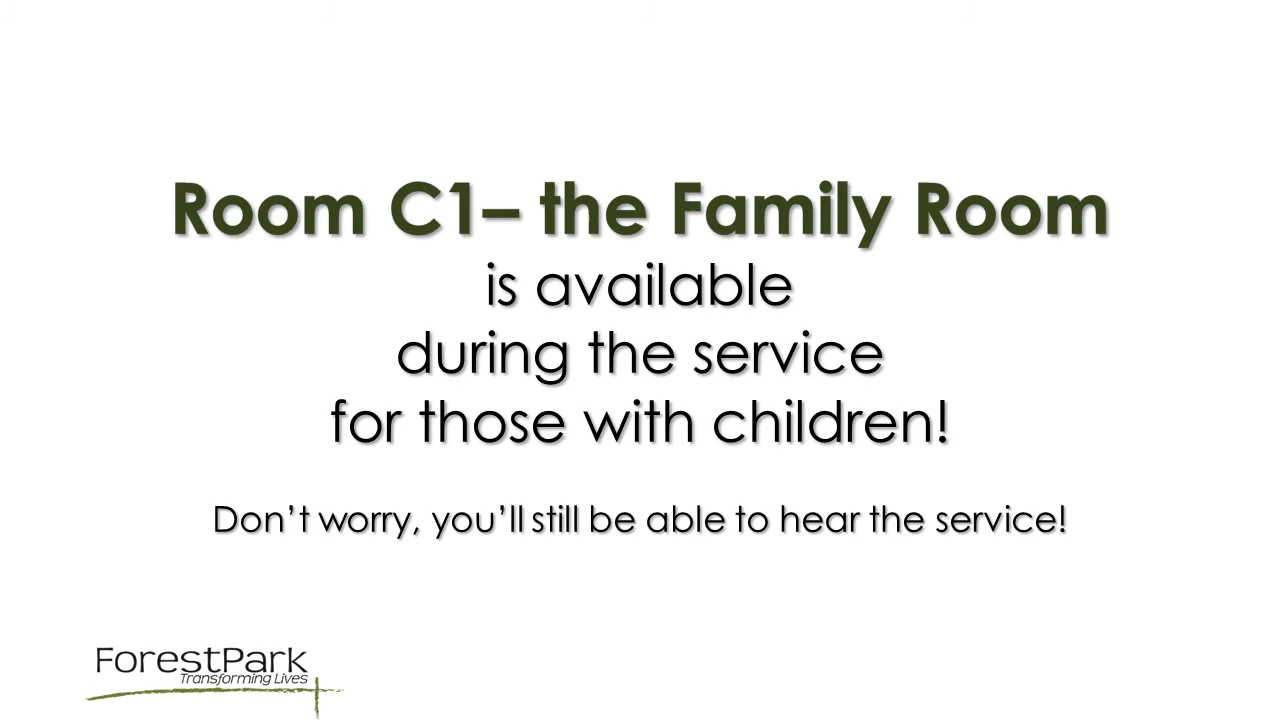 Room C1– the Family Room
is available
during the service
for those with children!
Don’t worry, you’ll still be able to hear the service!
ForestPark
Transforming Lives